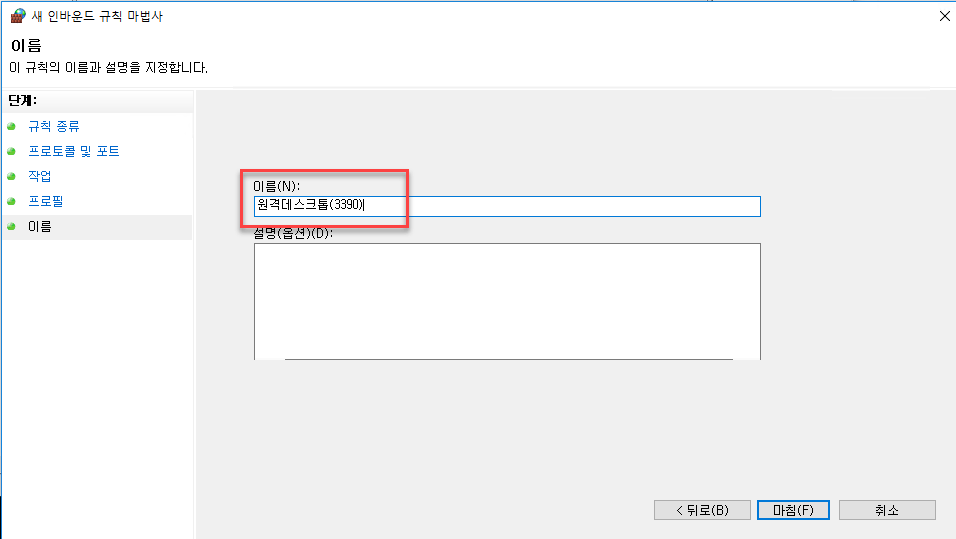 새 인바운드 규칙 마법사
이름
이 규칙의 이름과 설명을 지정합니다.
단계:
규칙 종류
프로토콜 및 포트
작업
프로필
이름
이름(N):
원격데스크톱(3390)
설명(옵션)(D):
< 뒤로(B)
마침(F)
취소